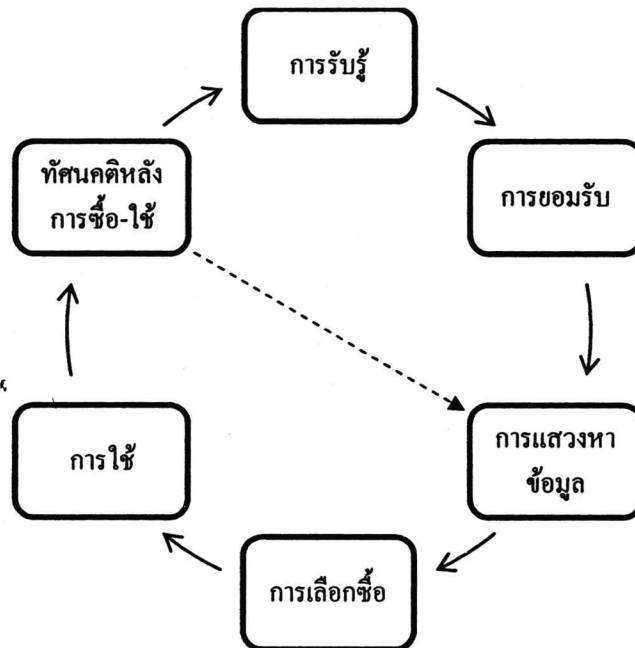 การรับรู้
การยอมรับ
การแสวงหา
ข้อมูล
การเลือกซื้อ
การใช้
ทัศนคติหลัง
การซื้อ-ใช้